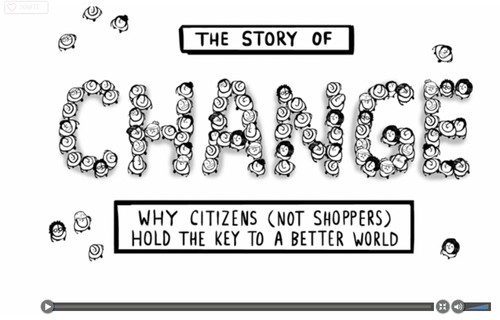 THE STORY OF
CHANGE
WHY CITIZENS (NOT SHOPPERS)
HOLD THE KEY TO A BETTER WORLD